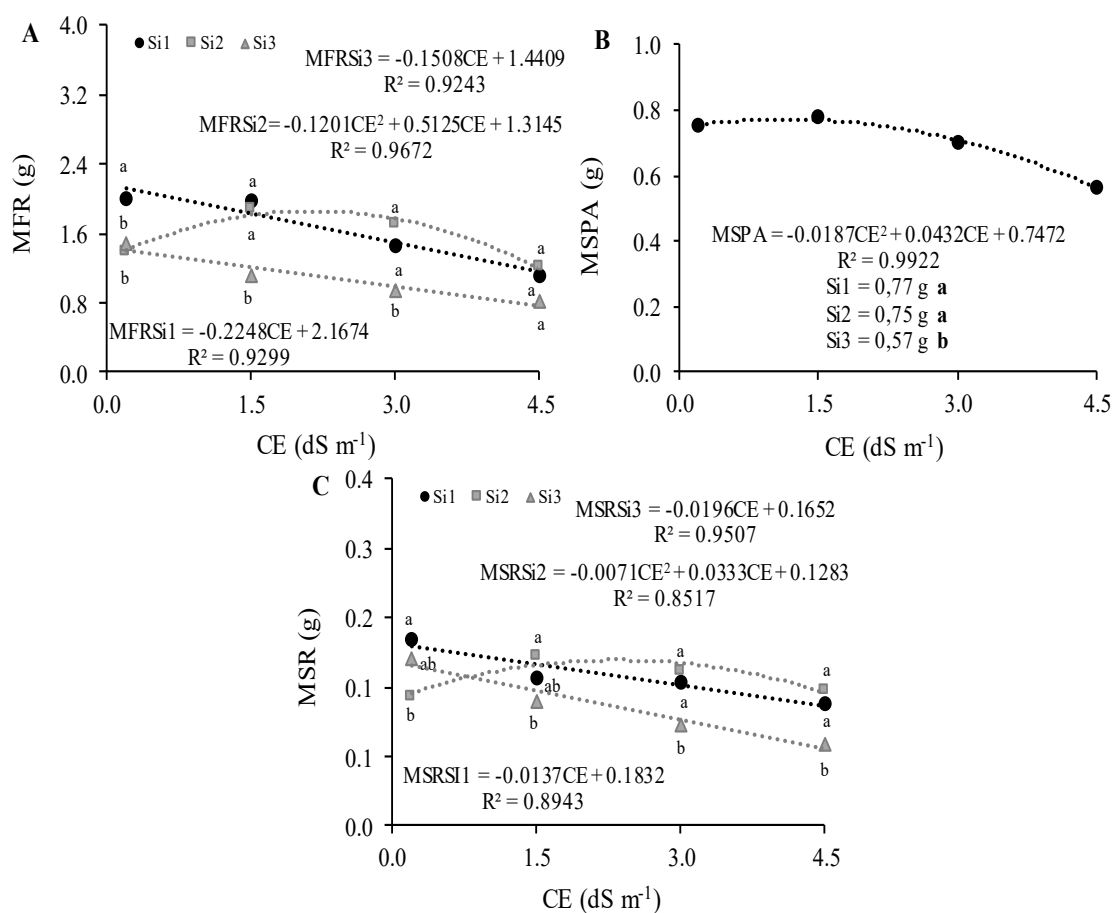 A
Si1 Si2 Si3
MFRSi3 = -0.1508CE + 1.4409
R² = 0.9243
MFRSi2= -0.1201CE² + 0.5125CE + 1.3145
R² = 0.9672
MFRSi1 = -0.2248CE + 2.1674
R² = 0.9299
a a a a
b a a a
b b b a
MFR (g)
4.0
3.2
2.4
1.6
0.8
0.0
0.0 1.5 3.0 4.5
CE (dS m⁻¹)
B
MSPA = -0.0187CE² + 0.0432CE + 0.7472
R² = 0.9922
Si1 = 0,77 g a
Si2 = 0,75 g a
Si3 = 0,57 g b
MSPA (g)
1.0
0.8
0.6
0.4
0.2
0.0
0.0 1.5 3.0 4.5
CE (dS m⁻¹)
C
Si1 Si2 Si3
MSRSi3 = -0.0196CE + 0.1652
R² = 0.9507
MSRSi2 = -0.0071CE² + 0.0333CE + 0.1283
R² = 0.8517
a a a a
ab ab a a
b b b b
MSRSI1 = -0.0137CE + 0.1832
R² = 0.8943
MSR (g)
0.4
0.3
0.2
0.1
0.1
0.0
0.0 1.5 3.0 4.5
CE (dS m⁻¹)